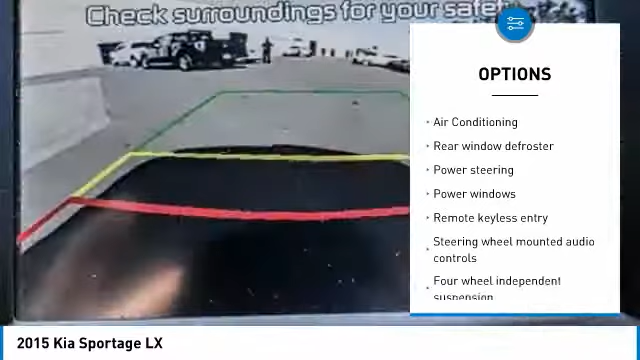 Check surroundings for your safety
OPTIONS
Air Conditioning
Rear window defroster
Power steering
Power windows
Remote keyless entry
Steering wheel mounted audio
controls
Four wheel independent
suspension
2015 Kia Sportage LX